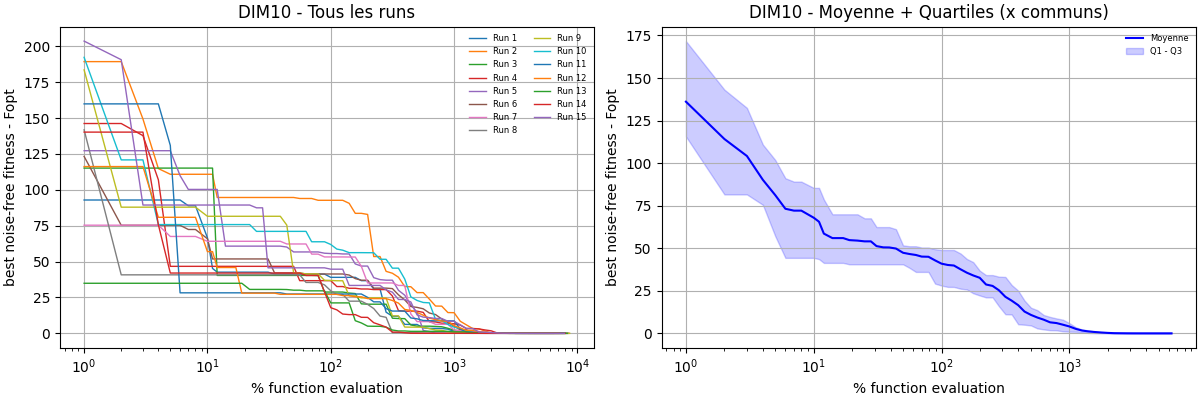 DIM10 - Tous les runs
best noise-free fitness - Fopt
200
175
150
125
100
75
50
25
0
Run 1
Run 2
Run 3
Run 4
Run 5
Run 6
Run 7
Run 8
Run 9
Run 10
Run 11
Run 12
Run 13
Run 14
Run 15
10⁰
10¹
10²
10³
10⁴
% function evaluation
DIM10 - Moyenne + Quartiles (x communs)
best noise-free fitness - Fopt
175
150
125
100
75
50
25
0
Moyenne
Q1 - Q3
10⁰
10¹
10²
10³
% function evaluation